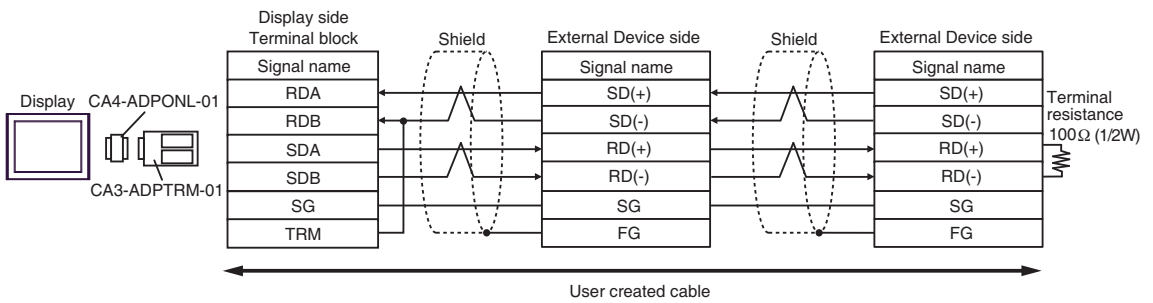 Display side
Terminal block
Shield
External Device side
Shield
External Device side
Signal name
Signal name
Signal name
Display
CA4-ADPONL-01
CA3-ADPTRM-01
RDA
SD(+)
SD(+)
RDB
SD(-)
SD(-)
SDA
RD(+)
RD(+)
SDB
RD(-)
RD(-)
SG
SG
SG
TRM
FG
FG
Terminal
resistance
100Ω (1/2W)
User created cable